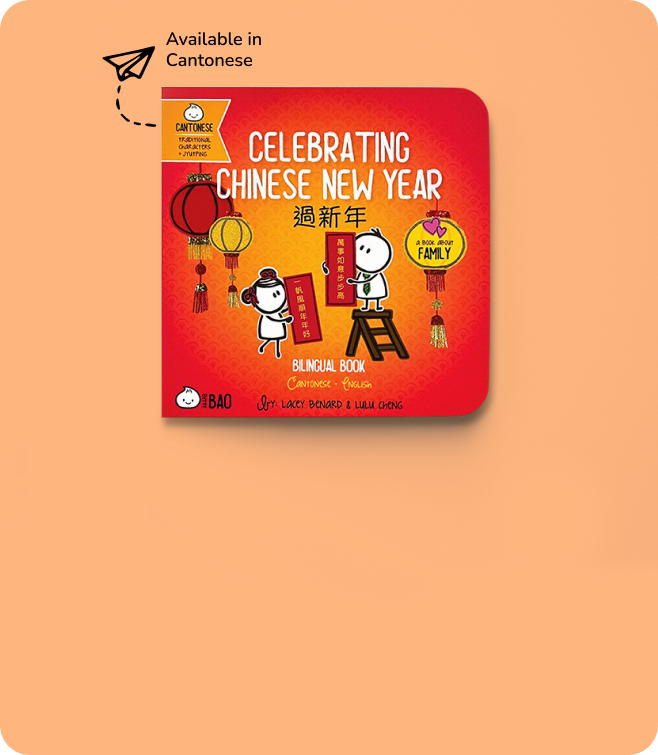 Available in
Cantonese
CANTONESE
TRADITIONAL
CHARACTERS
+ JYUTPING
CELEBRATING
CHINESE NEW YEAR
過新年
a BOOK about
FAMILY
萬事如意步步高
一帆風順年年好
BILINGUAL BOOK
CANTONESE - ENGLISH
BITTY BAO
BY: LACEY BENARD & LULU CHENG